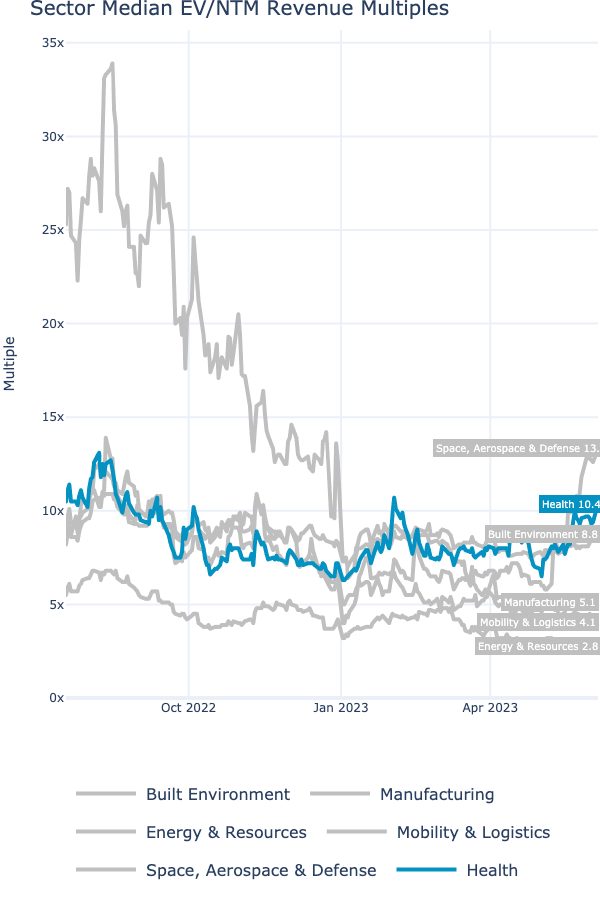 Sector Median EV/NTM Revenue Multiples
35x
30x
25x
20x
15x
10x
5x
0x
Multiple
Space, Aerospace & Defense 13.
Health 10.4
Built Environment 8.8
Manufacturing 5.1
Mobility & Logistics 4.1
Energy & Resources 2.8
Oct 2022
Jan 2023
Apr 2023
Built Environment
Manufacturing
Energy & Resources
Mobility & Logistics
Space, Aerospace & Defense
Health